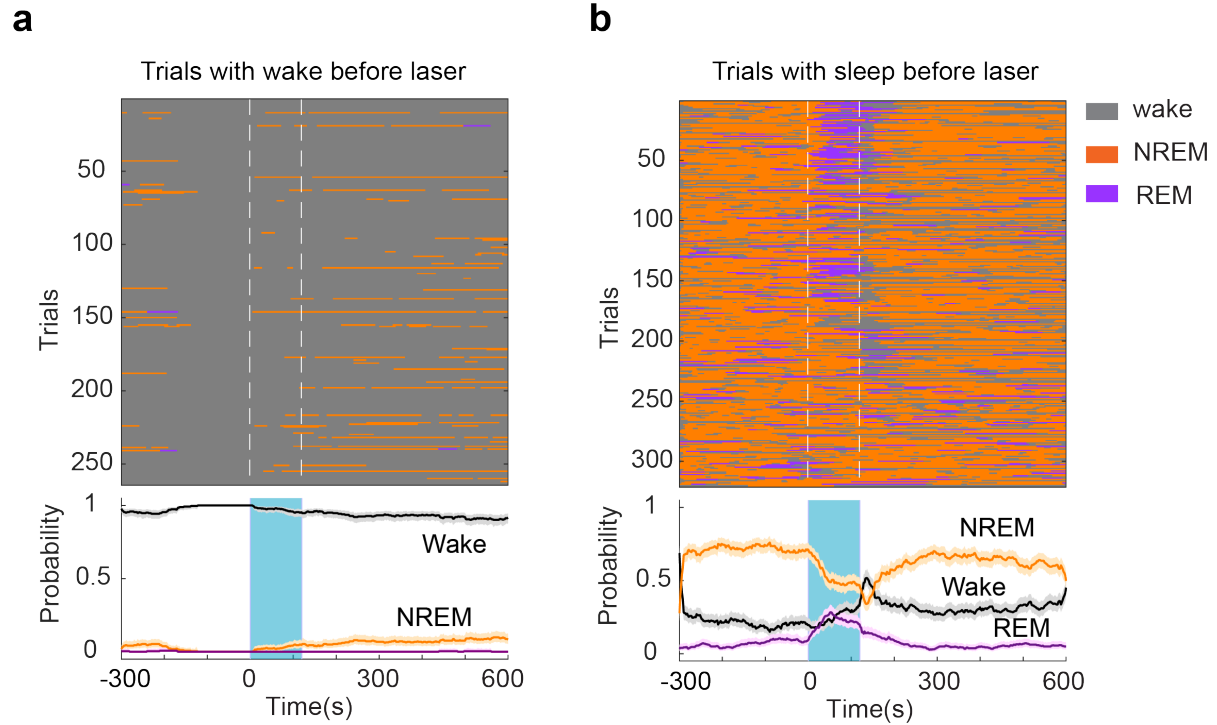 a
Trials with wake before laser
50
100
150
200
250
Trials
1
0.5
0
Probability
Wake
NREM
-300
0
300
600
Time(s)
b
Trials with sleep before laser
50
100
150
200
250
300
Trials
wake
NREM
REM
1
0.5
0
Probability
NREM
Wake
REM
-300
0
300
600
Time(s)